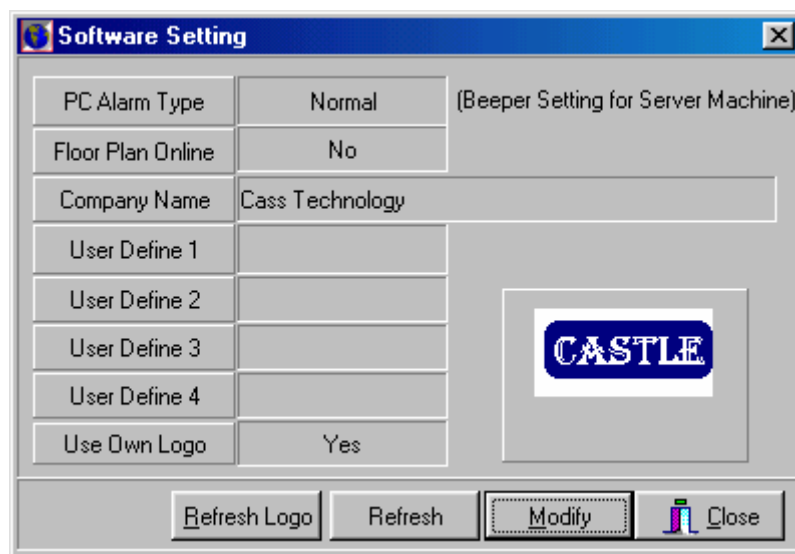 Software Setting
PC Alarm Type Normal (Beeper Setting for Server Machine)
Floor Plan Online No
Company Name Cass Technology
User Define 1
User Define 2
User Define 3
User Define 4
Use Own Logo Yes
CASTLE
Refresh Logo Refresh Modify Close